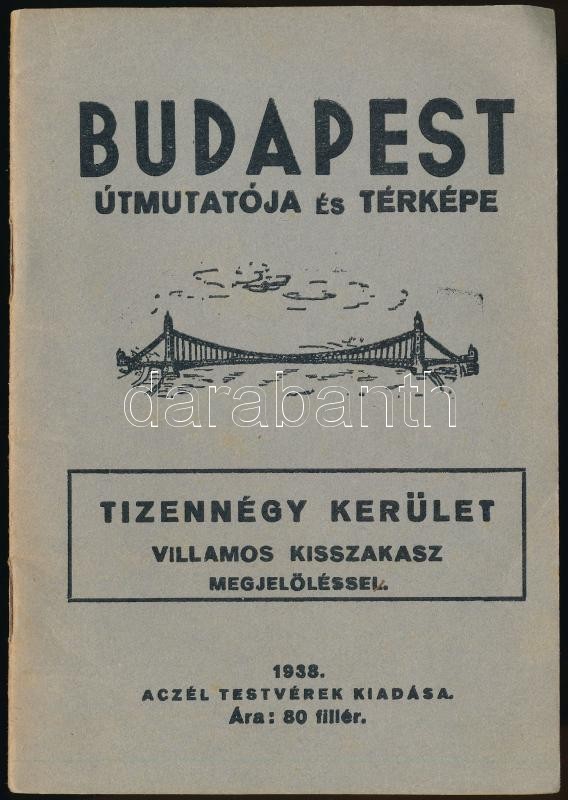 BUDAPEST
ÚTMUTATÓJA ÉS TÉRKÉPE
darabanth
TIZENNÉGY KERÜLET
VILLAMOS KISSZAKASZ
MEGJELÖLÉSSEL.
1938.
ACZÉL TESTVÉREK KIADÁSA.
Ára: 80 fillér.